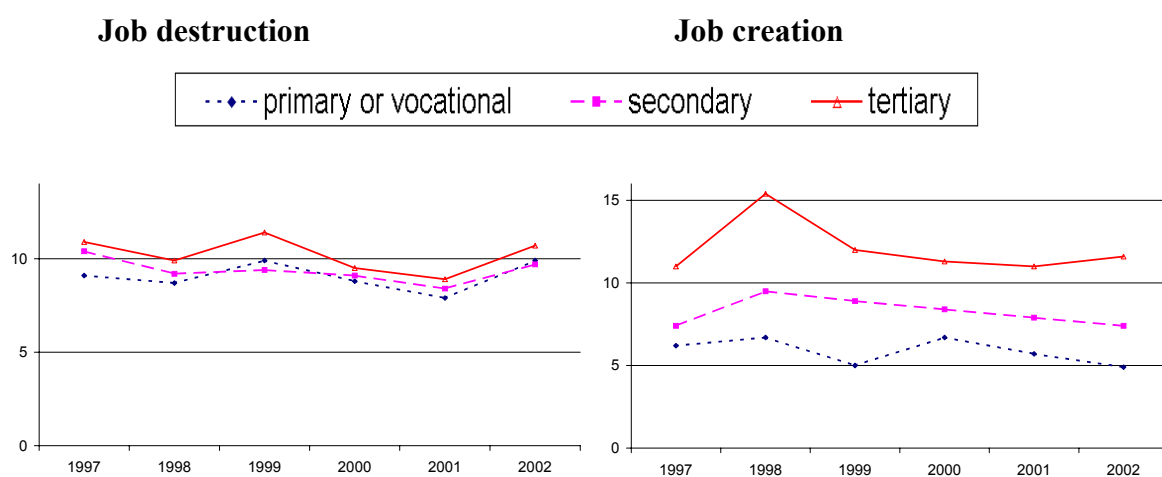 Job destruction Job creation
primary or vocational secondary tertiary
10
5
0
1997 1998 1999 2000 2001 2002
15
10
5
0
1997 1998 1999 2000 2001 2002